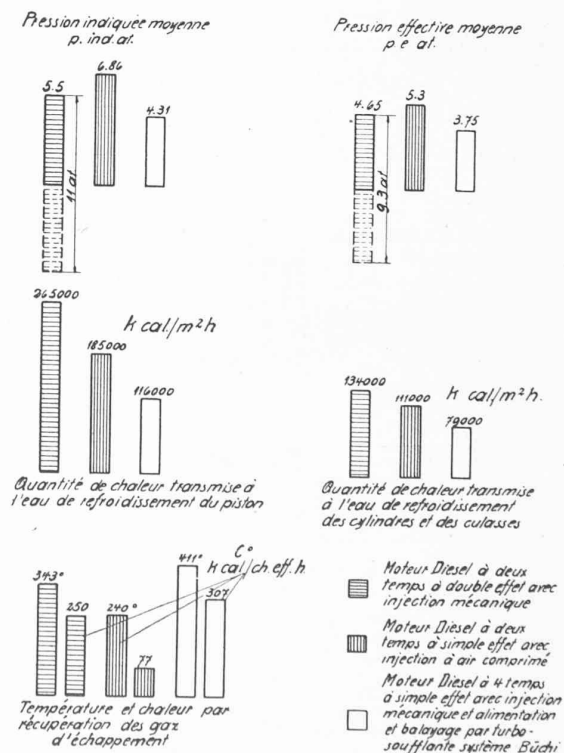 Pression indiquée moyenne
p. ind. at.
5.5
6.86
4.31
11 at.
Pression effective moyenne
p.e at.
4.65
5.3
3.75
9.3 at.
265000
k cal./m²h
185000
116000
Quantité de chaleur transmise à
l'eau de refroidissement du piston
134000
k cal./m²h.
111000
79000
Quantité de chaleur transmise
à l'eau de refroidissement
des cylindres et des culasses
343°
250
240°
77
411°
307
C°
k cal./ch. eff. h.
Température et chaleur par
récupération des gaz
d'échappement
Moteur Diesel à deux
temps à double effet avec
injection mécanique
Moteur Diesel à deux
temps à simple effet avec
injection à air comprimé
Moteur Diesel à 4 temps
à simple effet avec injection
mécanique et alimentation
et balayage par turbo-
soufflante système Büchi